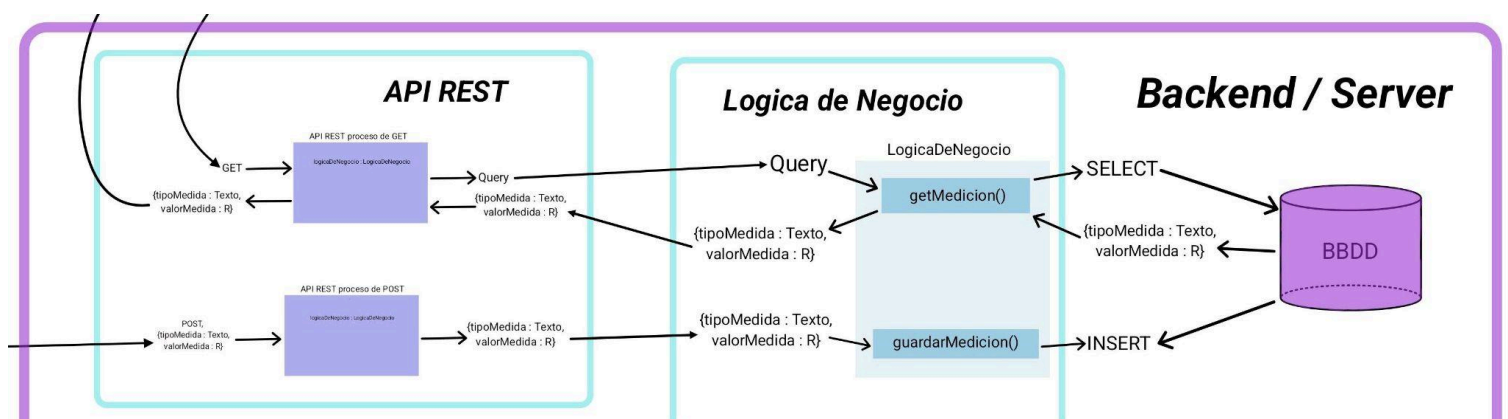 Backend / Server
API REST
Logica de Negocio
API REST proceso de GET
logicaDeNegocio : LogicaDeNegocio
GET
Query
{tipoMedida : Texto,
valorMedida : R}
{tipoMedida : Texto,
valorMedida : R}
Query
LogicaDeNegocio
getMedicion()
SELECT
{tipoMedida : Texto,
valorMedida : R}
{tipoMedida : Texto,
valorMedida : R}
BBDD
API REST proceso de POST
logicaDeNegocio : LogicaDeNegocio
POST,
{tipoMedida : Texto,
valorMedida : R}
{tipoMedida : Texto,
valorMedida : R}
{tipoMedida : Texto,
valorMedida : R}
guardarMedicion()
INSERT